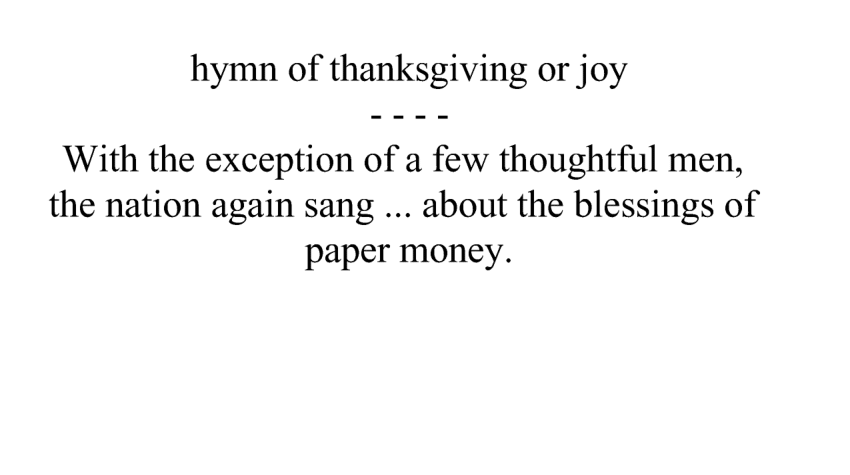 hymn of thanksgiving or joy
- - - -
With the exception of a few thoughtful men,
the nation again sang ... about the blessings of
paper money.